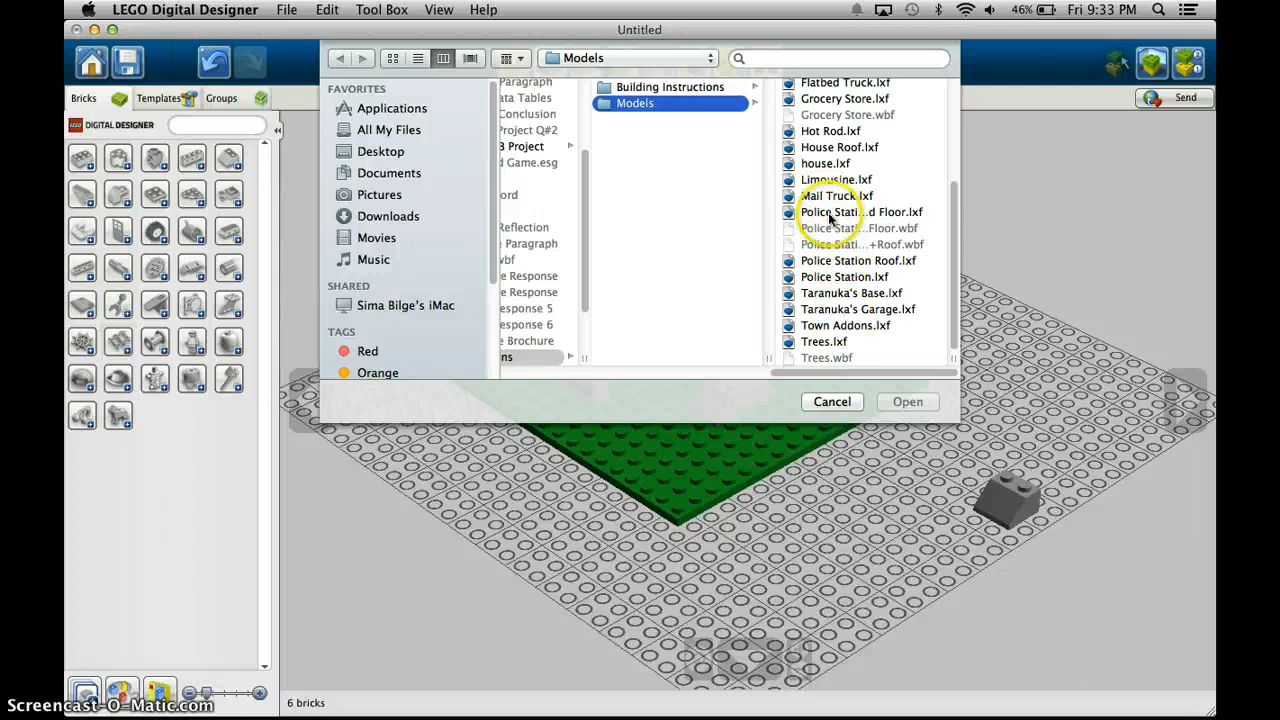 LEGO Digital Designer File Edit Tool Box View Help 46% Fri 9:33 PM
Untitled
Models
Bricks Templates Groups
Send
DIGITAL DESIGNER
FAVORITES
Applications
All My Files
Desktop
Documents
Pictures
Downloads
Movies
Music
SHARED
Sima Bilge's iMac
TAGS
Red
Orange
Paragraph
ata Tables
Conclusion
Project Q#2
3 Project
d Game.esg
ord
Reflection
e Paragraph
wbf
e Response
e Response
esponse 5
esponse 6
e Brochure
ns
Building Instructions
Models
Flatbed Truck.lxf
Grocery Store.lxf
Grocery Store.wbf
Hot Rod.lxf
House Roof.lxf
house.lxf
Limousine.lxf
Mail Truck.lxf
Police Stati...d Floor.lxf
Police Stati...Floor.wbf
Police Stati...+Roof.wbf
Police Station Roof.lxf
Police Station.lxf
Taranuka's Base.lxf
Taranuka's Garage.lxf
Town Addons.lxf
Trees.lxf
Trees.wbf
Cancel Open
6 bricks
Screencast-O-Matic.com